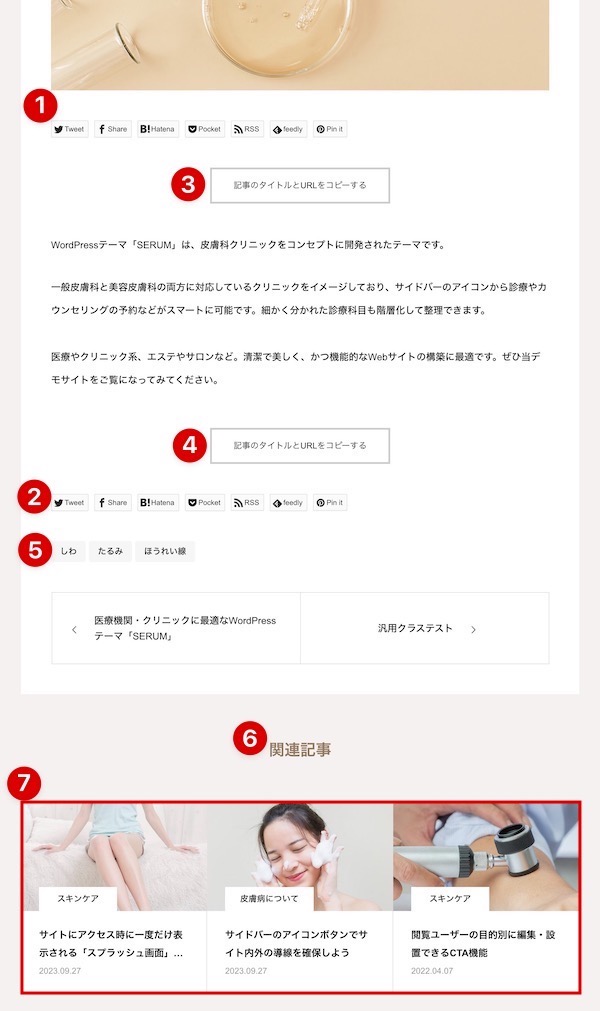 1
Tweet Share B! Hatena Pocket RSS feedly Pin it
3 記事のタイトルとURLをコピーする
WordPressテーマ「SERUM」は、皮膚科クリニックをコンセプトに開発されたテーマです。
一般皮膚科と美容皮膚科の両方に対応しているクリニックをイメージしており、サイドバーのアイコンから診療やカ
ウンセリングの予約などがスマートに可能です。細かく分かれた診療科目も階層化して整理できます。
医療やクリニック系、エステやサロンなど。清潔で美しく、かつ機能的なWebサイトの構築に最適です。ぜひ当デ
モサイトをご覧になってみてください。
4 記事のタイトルとURLをコピーする
2 Tweet Share B! Hatena Pocket RSS feedly Pin it
5 しわ たるみ ほうれい線
医療機関・クリニックに最適なWordPress
テーマ「SERUM」
汎用クラステスト
6 関連記事
7
スキンケア
サイトにアクセス時に一度だけ表
示される「スプラッシュ画面」...
2023.09.27
皮膚病について
サイドバーのアイコンボタンでサ
イト内外の導線を確保しよう
2023.09.27
スキンケア
閲覧ユーザーの目的別に編集・設
置できるCTA機能
2022.04.07